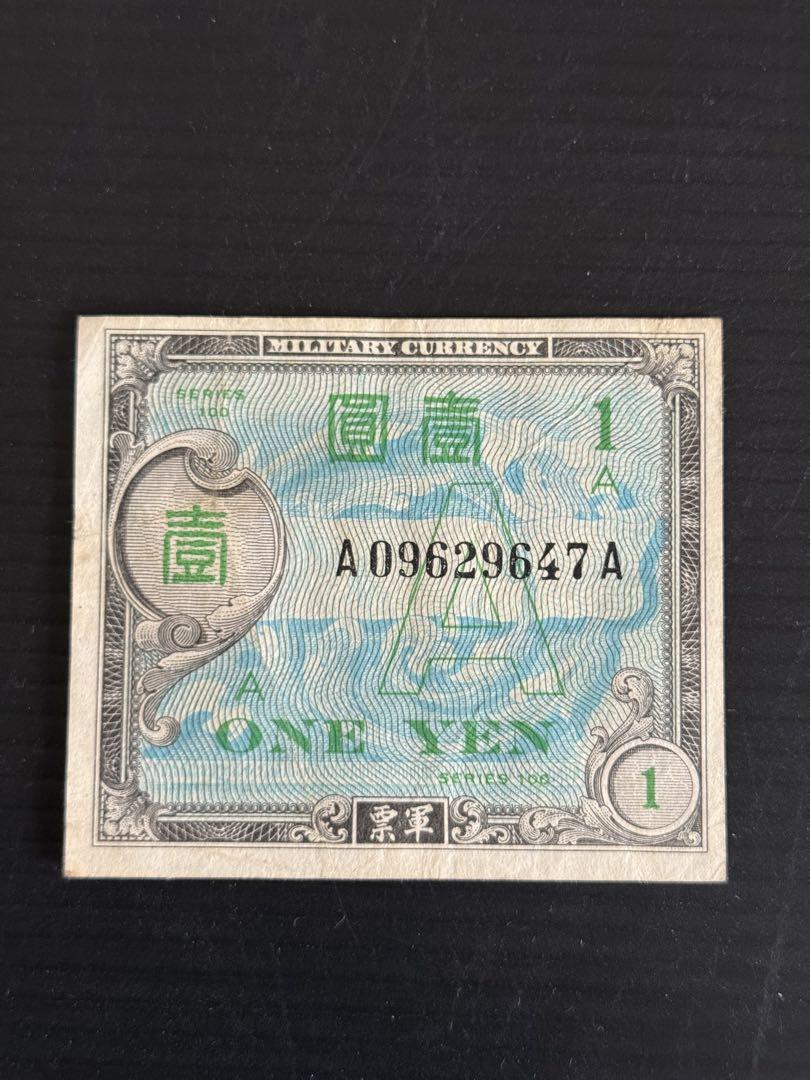 MILITARY CURRENCY
SERIES
100
圓壹
1
A
壹
A09629647A
A
A
ONE YEN
SERIES 100
1
票軍